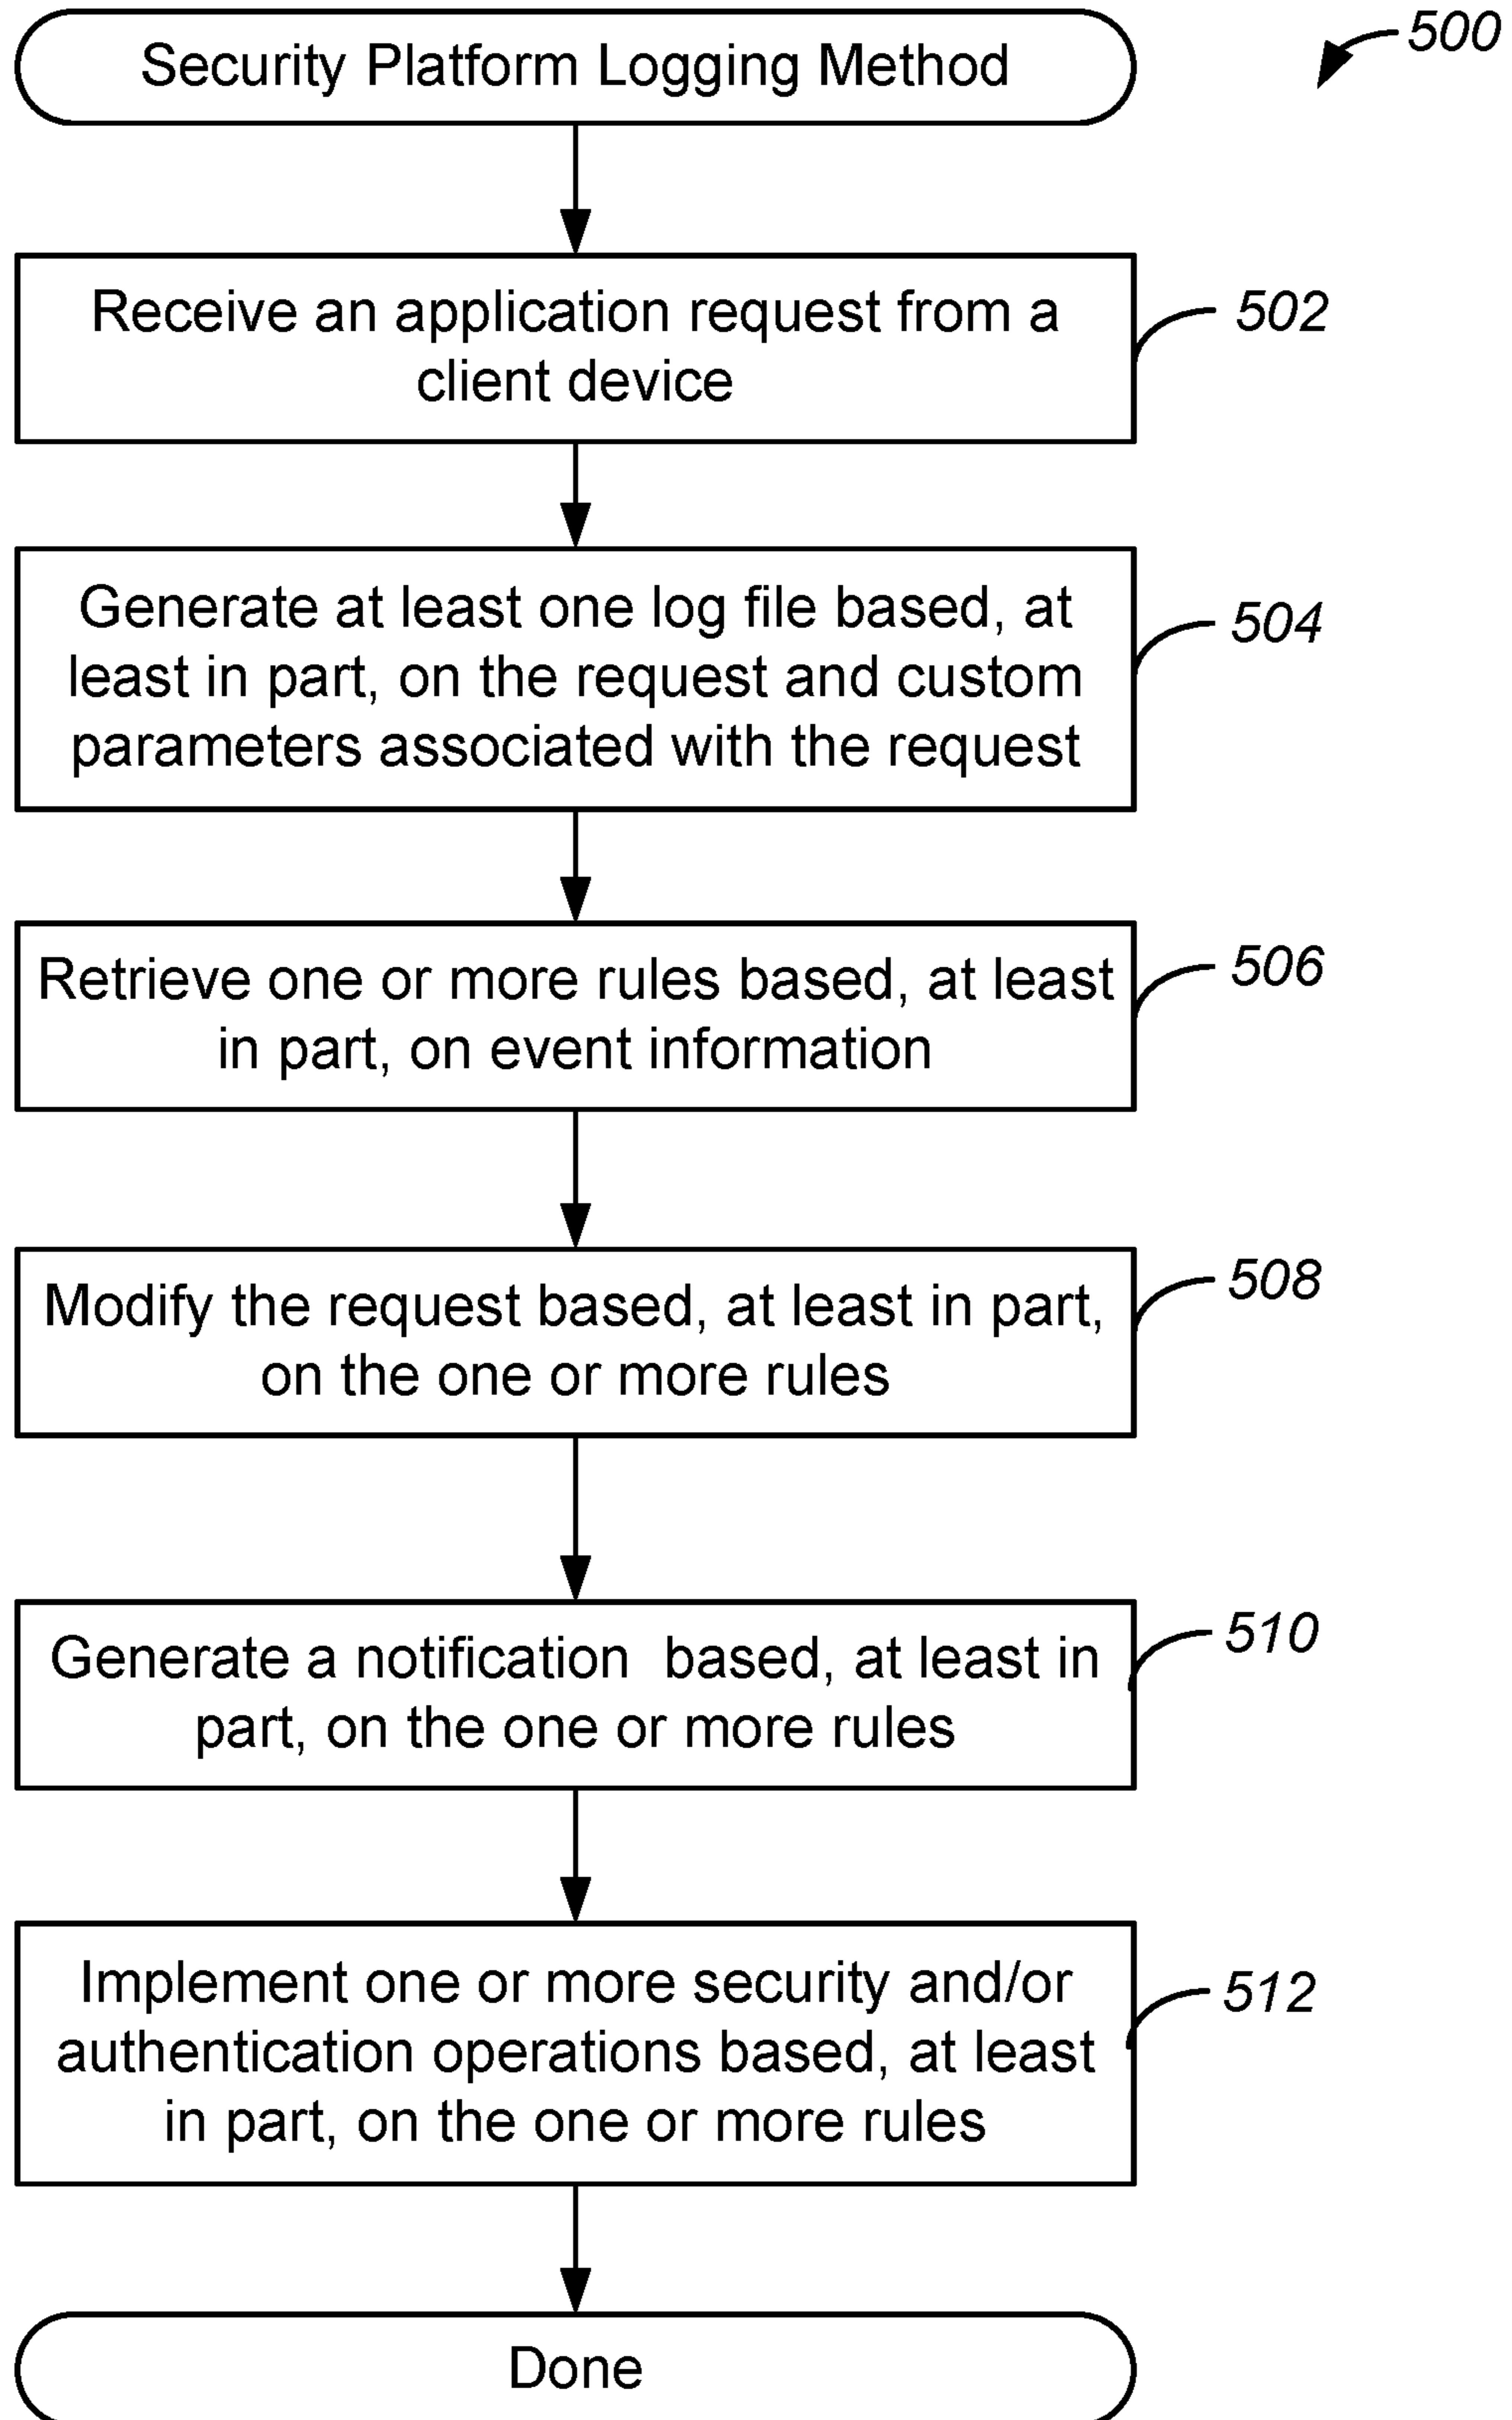 Security Platform Logging Method
500
Receive an application request from a
client device
502
Generate at least one log file based, at
least in part, on the request and custom
parameters associated with the request
504
Retrieve one or more rules based, at least
in part, on event information
506
Modify the request based, at least in part,
on the one or more rules
508
Generate a notification  based, at least in
part, on the one or more rules
510
Implement one or more security and/or
authentication operations based, at least
in part, on the one or more rules
512
Done